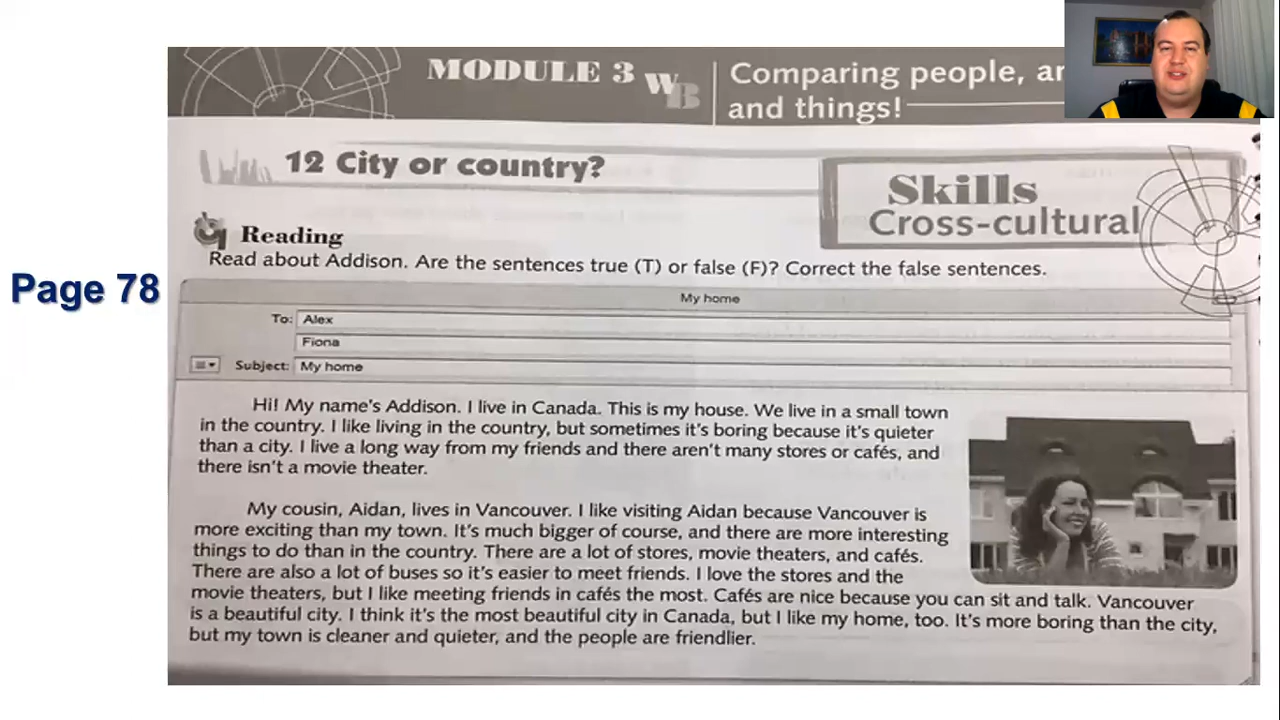 MODULE 3 WB
Comparing people,
and things!
12 City or country?
Skills
Cross-cultural
Reading
Read about Addison. Are the sentences true (T) or false (F)? Correct the false sentences.
Page 78
My home
To: Alex
Fiona
Subject: My home
Hi! My name's Addison. I live in Canada. This is my house. We live in a small town
in the country. I like living in the country, but sometimes it's boring because it's quieter
than a city. I live a long way from my friends and there aren't many stores or cafés, and
there isn't a movie theater.
My cousin, Aidan, lives in Vancouver. I like visiting Aidan because Vancouver is
more exciting than my town. It's much bigger of course, and there are more interesting
things to do than in the country. There are a lot of stores, movie theaters, and cafés.
There are also a lot of buses so it's easier to meet friends. I love the stores and the
movie theaters, but I like meeting friends in cafés the most. Cafés are nice because you can sit and talk. Vancouver
is a beautiful city. I think it's the most beautiful city in Canada, but I like my home, too. It's more boring than the city,
but my town is cleaner and quieter, and the people are friendlier.